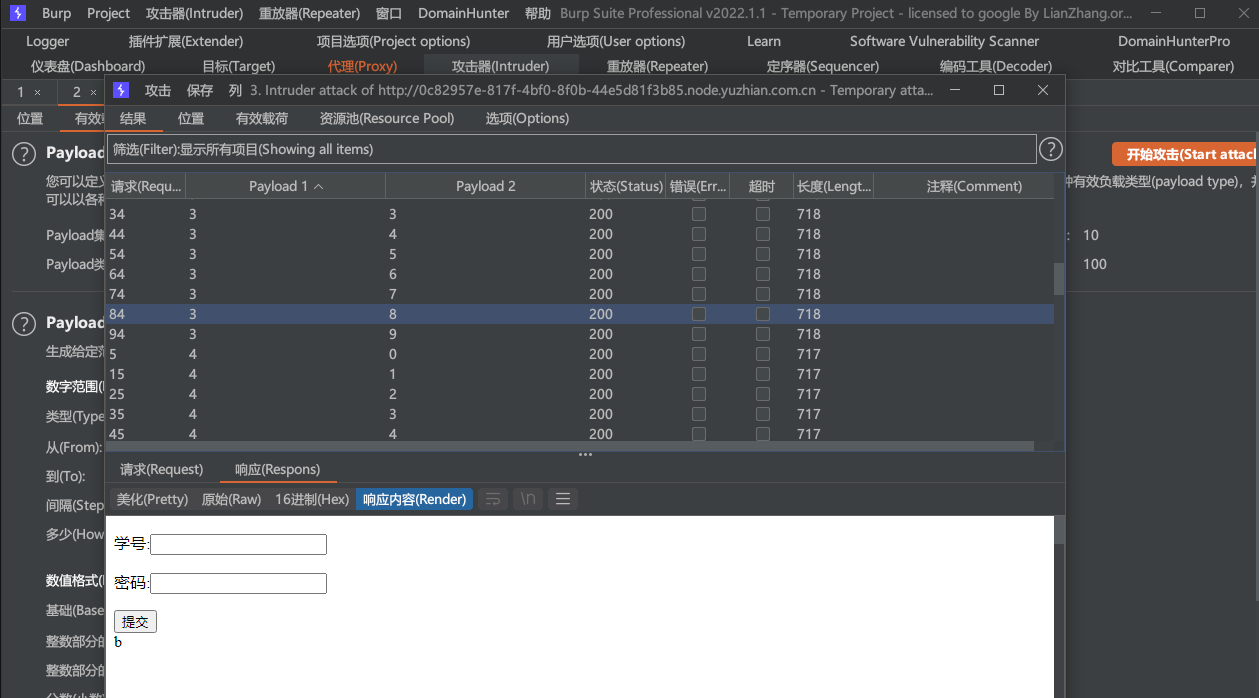 Burp Project 攻击器(Intruder) 重放器(Repeater) 窗口 DomainHunter 帮助 Burp Suite Professional v2022.1.1 - Temporary Project - licensed to google By LianZhang.or...
Logger 插件扩展(Extender) 项目选项(Project options) 用户选项(User options) Learn Software Vulnerability Scanner DomainHunterPro
仪表盘(Dashboard) 目标(Target) 代理(Proxy) 攻击器(Intruder) 重放器(Repeater) 定序器(Sequencer) 编码工具(Decoder) 对比工具(Comparer)
1 × 2 × 攻击 保存 列 3. Intruder attack of http://0c82957e-817f-4bf0-8f0b-44e5d81f3b85.node.yuzhian.com.cn - Temporary atta...
位置 有效 结果 位置 有效载荷 资源池(Resource Pool) 选项(Options)
? Payload 筛选(Filter):显示所有项目(Showing all items) ? 开始攻击(Start attac
您可以定义 种有效负载类型(payload type)，
可以以各
请求(Requ... Payload 1 Payload 2 状态(Status) 错误(Err... 超时 长度(Lengt... 注释(Comment)
34 3 3 200 718
Payload集
44 3 4 200 718
: 10
54 3 5 200 718
Payload类
64 3 6 200 718
100
74 3 7 200 718
84 3 8 200 718
? Payload
94 3 9 200 718
生成给定范
5 4 0 200 717
15 4 1 200 717
数字范围(
25 4 2 200 717
类型(Type
35 4 3 200 717
45 4 4 200 717
从(From):
请求(Request) 响应(Respons)
到(To):
美化(Pretty) 原始(Raw) 16进制(Hex) 响应内容(Render) \n
间隔(Step
多少(How
学号:
数值格式(
密码:
基础(Base
提交
整数部分的
b
整数部分的